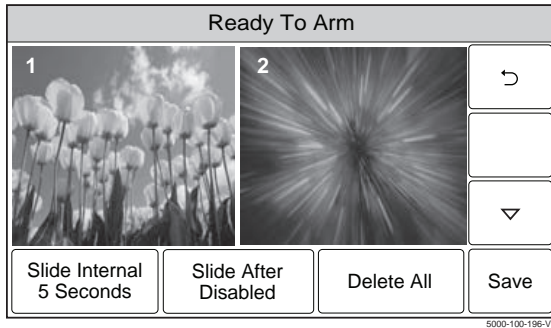 Ready To Arm
1
2
Slide Internal
5 Seconds
Slide After
Disabled
Delete All
Save
5000-100-196-V